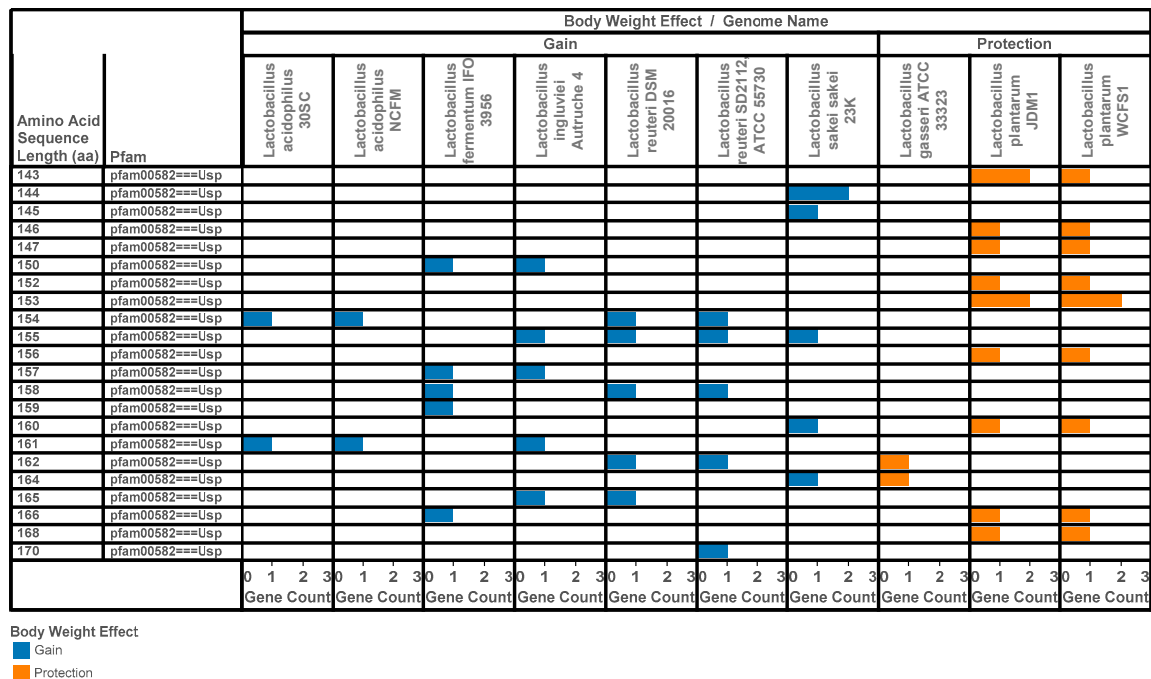 Body Weight Effect / Genome Name
Gain Protection
Amino Acid
Sequence
Length (aa)
Pfam
Lactobacillus
acidophilus
30SC
Lactobacillus
acidophilus
NCFM
Lactobacillus
fermentum IFO
3956
Lactobacillus
ingluviei
Autruche 4
Lactobacillus
reuteri DSM
20016
Lactobacillus
reuteri SD2112,
ATCC 55730
Lactobacillus
sakei sakei
23K
Lactobacillus
gasseri ATCC
33323
Lactobacillus
plantarum
JDM1
Lactobacillus
plantarum
WCFS1
143 pfam00582===Usp
144 pfam00582===Usp
145 pfam00582===Usp
146 pfam00582===Usp
147 pfam00582===Usp
150 pfam00582===Usp
152 pfam00582===Usp
153 pfam00582===Usp
154 pfam00582===Usp
155 pfam00582===Usp
156 pfam00582===Usp
157 pfam00582===Usp
158 pfam00582===Usp
159 pfam00582===Usp
160 pfam00582===Usp
161 pfam00582===Usp
162 pfam00582===Usp
164 pfam00582===Usp
165 pfam00582===Usp
166 pfam00582===Usp
168 pfam00582===Usp
170 pfam00582===Usp
0 1 2 3 0 1 2 3 0 1 2 3 0 1 2 3 0 1 2 3 0 1 2 3 0 1 2 3 0 1 2 3 0 1 2 3 0 1 2 3
Gene Count Gene Count Gene Count Gene Count Gene Count Gene Count Gene Count Gene Count Gene Count Gene Count
Body Weight Effect
Gain
Protection